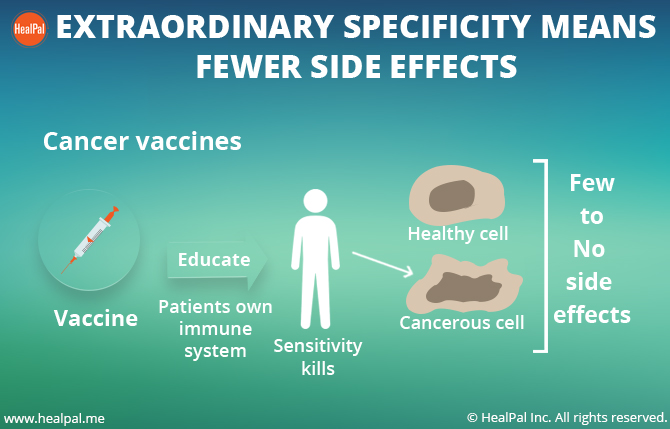 HealPal
EXTRAORDINARY SPECIFICITY MEANS
FEWER SIDE EFFECTS
Cancer vaccines
Vaccine
Educate
Patients own
immune
system
Sensitivity
kills
Healthy cell
Cancerous cell
Few
to
No
side
effects
www.healpal.me
© HealPal Inc. All rights reserved.